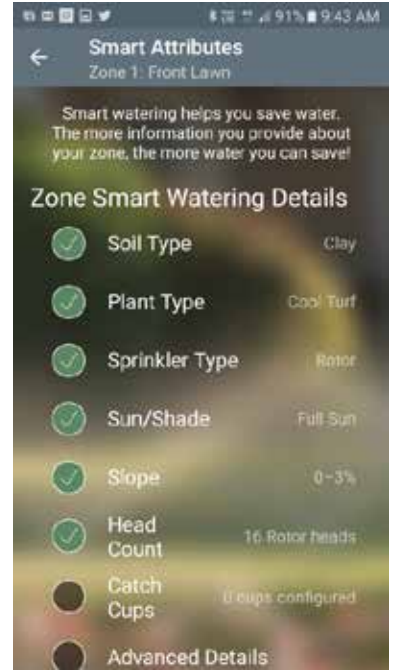 91% 9:43 AM
Smart Attributes
Zone 1: Front Lawn
Smart watering helps you save water.
The more information you provide about
your zone, the more water you can save!
Zone Smart Watering Details
Soil Type Clay
Plant Type Cool Turf
Sprinkler Type Rotor
Sun/Shade Full Sun
Slope 0-3%
Head
Count 16 Rotor heads
Catch
Cups 0 cups configured
Advanced Details